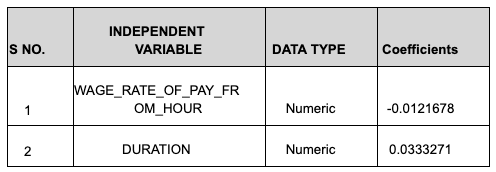 S NO. INDEPENDENT VARIABLE DATA TYPE Coefficients
1 WAGE_RATE_OF_PAY_FR
OM_HOUR Numeric -0.0121678
2 DURATION Numeric 0.0333271